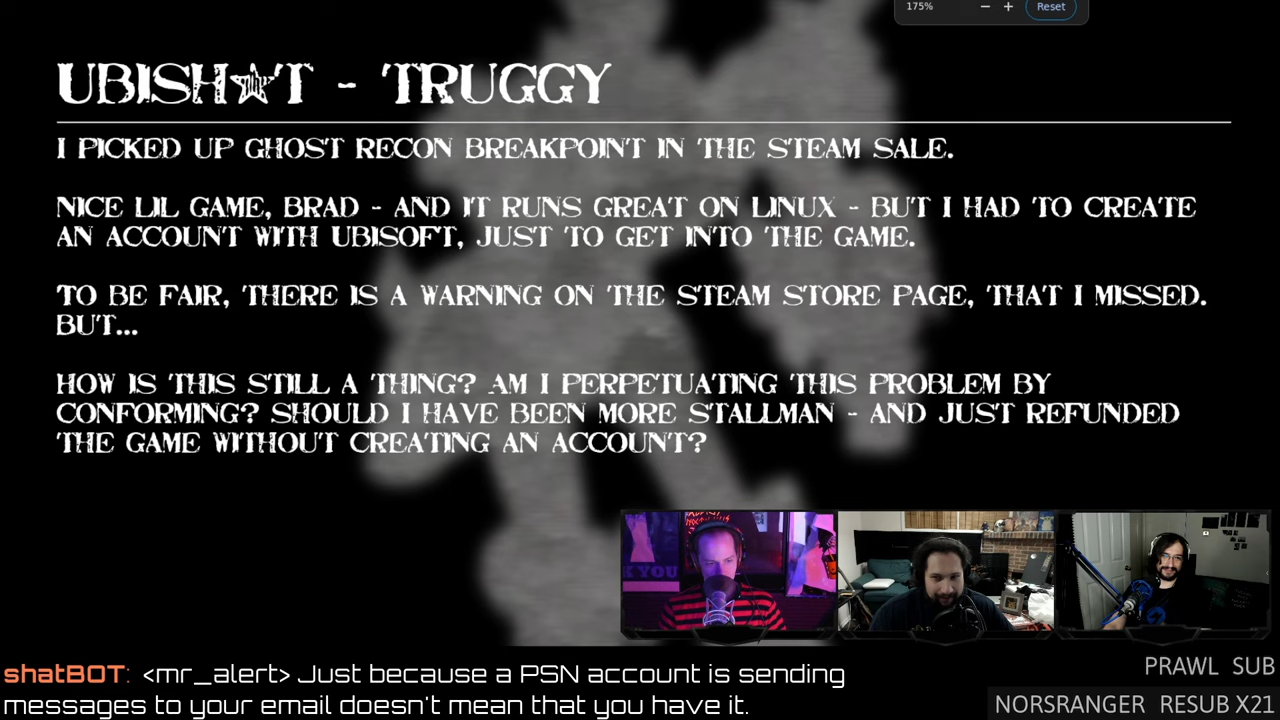 175% − + Reset
UBISH☆T - TRUGGY
I PICKED UP GHOST RECON BREAKPOINT IN THE STEAM SALE.
NICE LIL GAME, BRAD - AND IT RUNS GREAT ON LINUX - BUT I HAD TO CREATE
AN ACCOUNT WITH UBISOFT, JUST TO GET INTO THE GAME.
TO BE FAIR, THERE IS A WARNING ON THE STEAM STORE PAGE, THAT I MISSED.
BUT...
HOW IS THIS STILL A THING? AM I PERPETUATING THIS PROBLEM BY
CONFORMING? SHOULD I HAVE BEEN MORE STALLMAN - AND JUST REFUNDED
THE GAME WITHOUT CREATING AN ACCOUNT?
shatBOT: <mr_alert> Just because a PSN account is sending
messages to your email doesn't mean that you have it.
PRAWL SUB
NORSRANGER RESUB X21